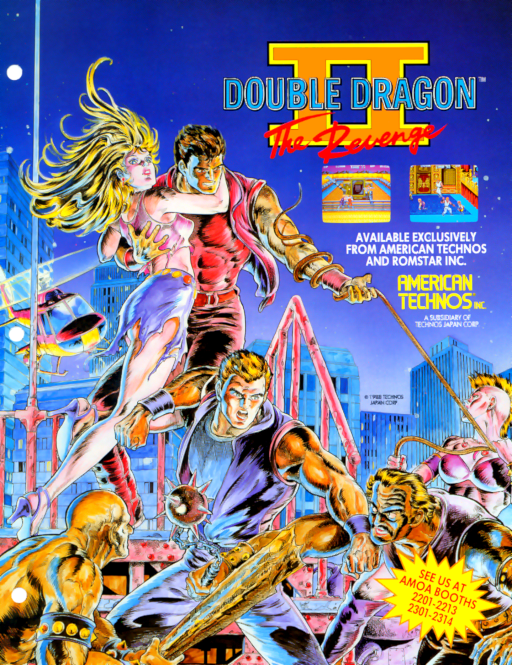 II
DOUBLE DRAGON™
The Revenge
AVAILABLE EXCLUSIVELY
FROM AMERICAN TECHNOS
AND ROMSTAR INC.
AMERICAN
TECHNOS INC.
A SUBSIDIARY OF
TECHNOS JAPAN CORP.
© 1988 TECHNOS
JAPAN CORP
SEE US AT
AMOA BOOTHS
2201-2213
2301-2314